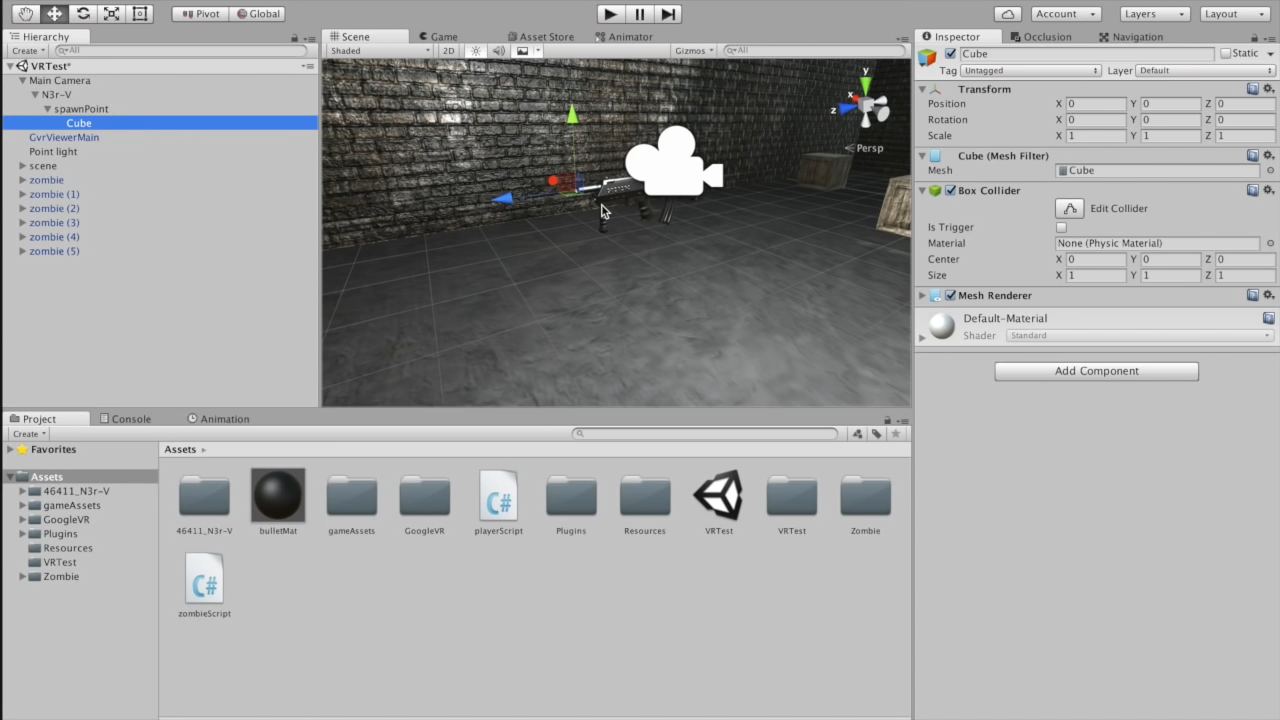 Pivot Global Account Layers Layout
Hierarchy
Create All
VRTest*
Main Camera
N3r-V
spawnPoint
Cube
GvrViewerMain
Point light
scene
zombie
zombie (1)
zombie (2)
zombie (3)
zombie (4)
zombie (5)
Scene Game Asset Store Animator
Shaded 2D Gizmos All
y
x
z
Persp
Inspector Occlusion Navigation
Cube Static
Tag Untagged Layer Default
Transform
Position X 0 Y 0 Z 0
Rotation X 0 Y 0 Z 0
Scale X 1 Y 1 Z 1
Cube (Mesh Filter)
Mesh Cube
Box Collider
Edit Collider
Is Trigger
Material None (Physic Material)
Center X 0 Y 0 Z 0
Size X 1 Y 1 Z 1
Mesh Renderer
Default-Material
Shader Standard
Add Component
Project Console Animation
Create
Favorites
Assets
46411_N3r-V
gameAssets
GoogleVR
Plugins
Resources
VRTest
Zombie
Assets
46411_N3r-V bulletMat gameAssets GoogleVR playerScript Plugins Resources VRTest VRTest Zombie
C#
C#
zombieScript